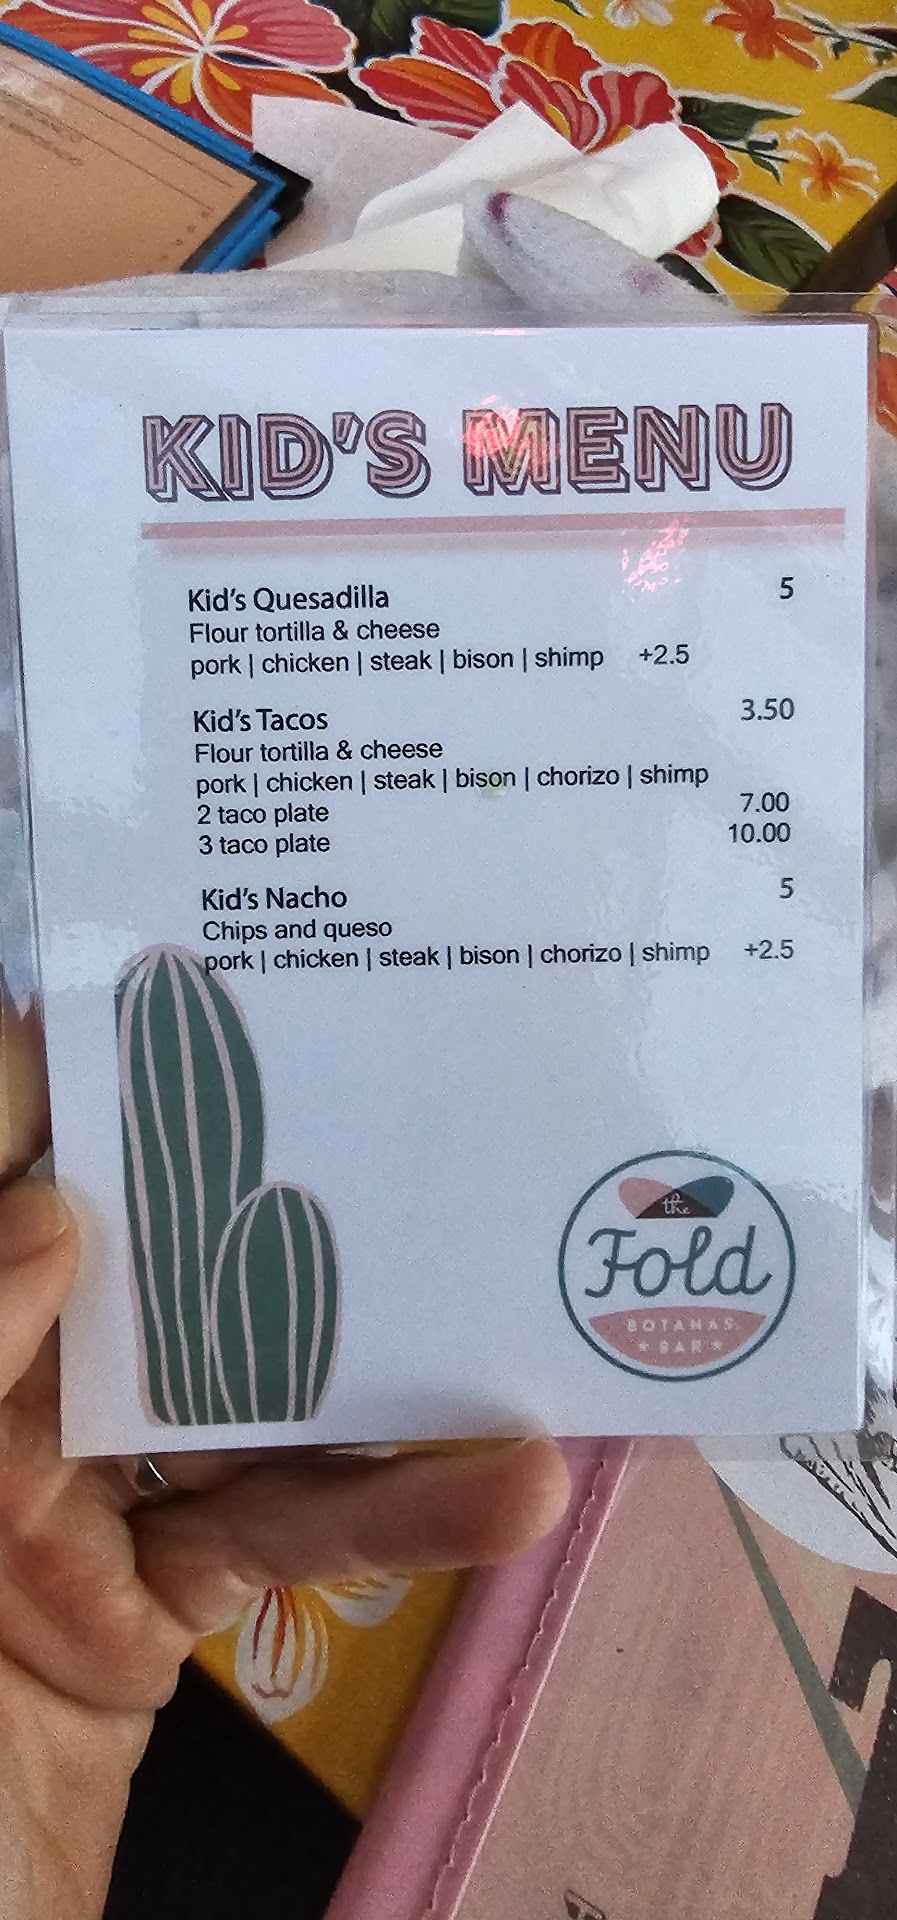 KID'S MENU
Kid's Quesadilla 5
Flour tortilla & cheese
pork | chicken | steak | bison | shimp +2.5
Kid's Tacos 3.50
Flour tortilla & cheese
pork | chicken | steak | bison | chorizo | shimp
2 taco plate 7.00
3 taco plate 10.00
Kid's Nacho 5
Chips and queso
pork | chicken | steak | bison | chorizo | shimp +2.5
the
Fold
BOTANAS
★ BAR ★